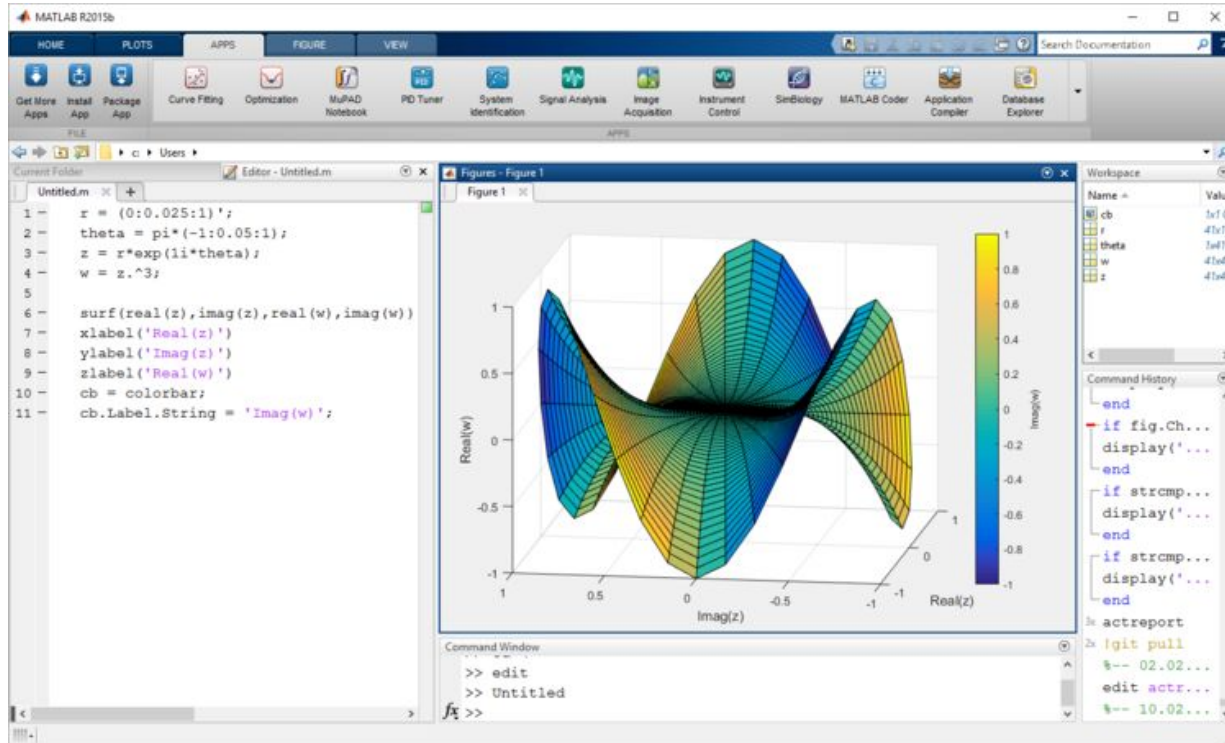 MATLAB R2015b
HOME PLOTS APPS FIGURE VIEW
Search Documentation
Get More Apps
Install App
Package App
Curve Fitting
Optimization
MuPAD Notebook
PID Tuner
System Identification
Signal Analysis
Image Acquisition
Instrument Control
SimBiology
MATLAB Coder
Application Compiler
Database Explorer
FILE
APPS
c: Users
Current Folder
Editor - Untitled.m
Untitled.m
1 r = (0:0.025:1)';
2 theta = pi*(-1:0.05:1);
3 z = r*exp(1i*theta);
4 w = z.^3;
5
6 surf(real(z),imag(z),real(w),imag(w))
7 xlabel('Real(z)')
8 ylabel('Imag(z)')
9 zlabel('Real(w)')
10 cb = colorbar;
11 cb.Label.String = 'Imag(w)';
Figures - Figure 1
Figure 1
Real(w)
1
0.5
0
-0.5
-1
1 0.5 0 -0.5 -1
Imag(z)
-1 0 1
Real(z)
1
0.8
0.6
0.4
0.2
0
-0.2
-0.4
-0.6
-0.8
-1
Imag(w)
Command Window
>> edit
>> Untitled
fx >>
Workspace
Name Valu
cb
r
theta
w
z
Command History
end
if fig.Ch...
display('...
end
if strcmp...
display('...
end
if strcmp...
display('...
end
3x actreport
2x !git pull
%-- 02.02...
edit actr...
%-- 10.02...